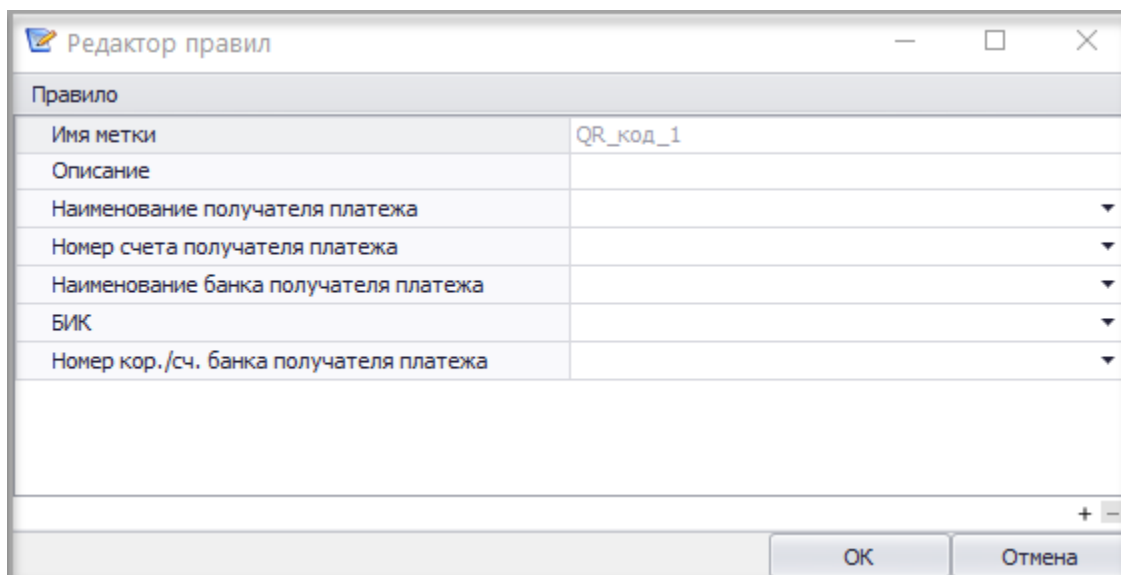 Редактор правил
Правило
Имя метки QR_код_1
Описание
Наименование получателя платежа
Номер счета получателя платежа
Наименование банка получателя платежа
БИК
Номер кор./сч. банка получателя платежа
+ −
ОК Отмена